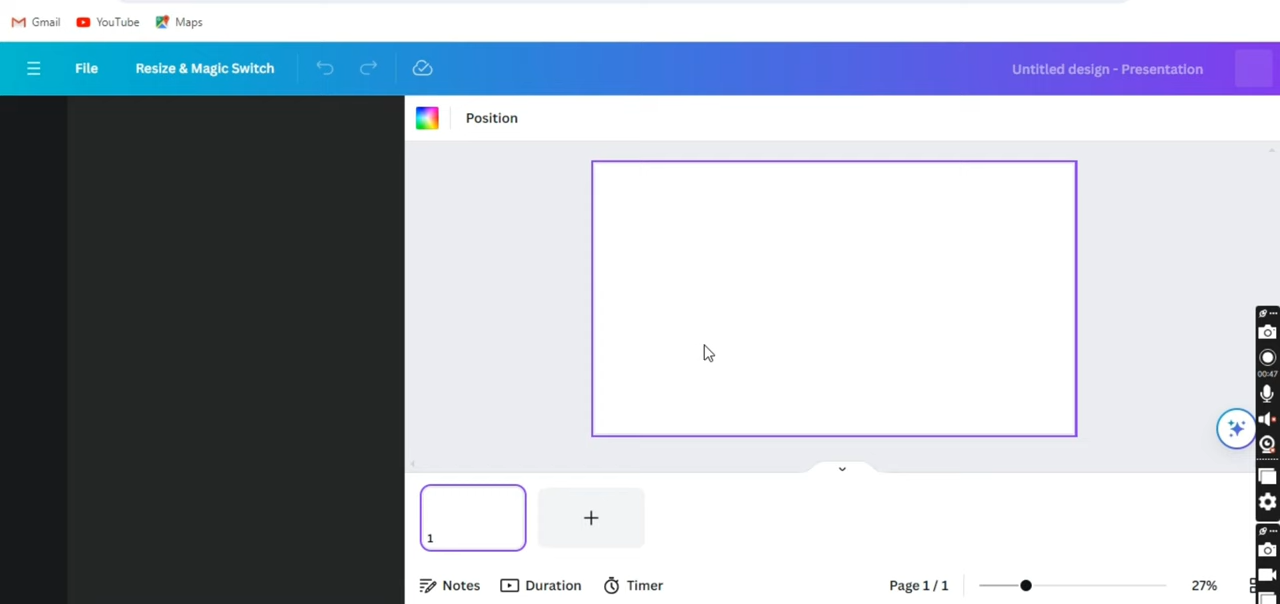 Gmail YouTube Maps
File Resize & Magic Switch Untitled design - Presentation
Position
00:47
1
Notes Duration Timer Page 1 / 1 27%